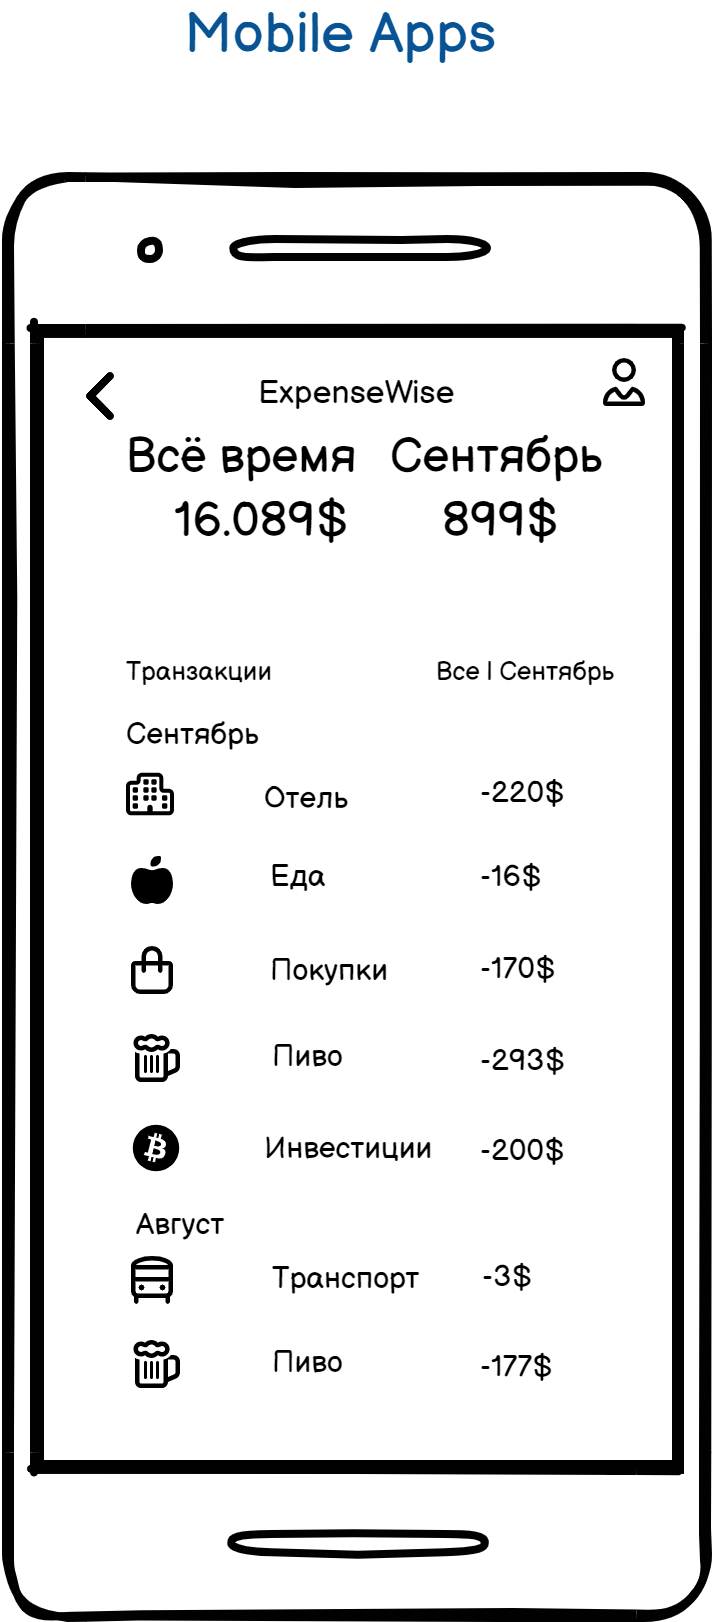 Mobile Apps
ExpenseWise
Всё время Сентябрь
16.089$ 899$
Транзакции Все | Сентябрь
Сентябрь
Отель -220$
Еда -16$
Покупки -170$
Пиво -293$
Инвестиции -200$
Август
Транспорт -3$
Пиво -177$